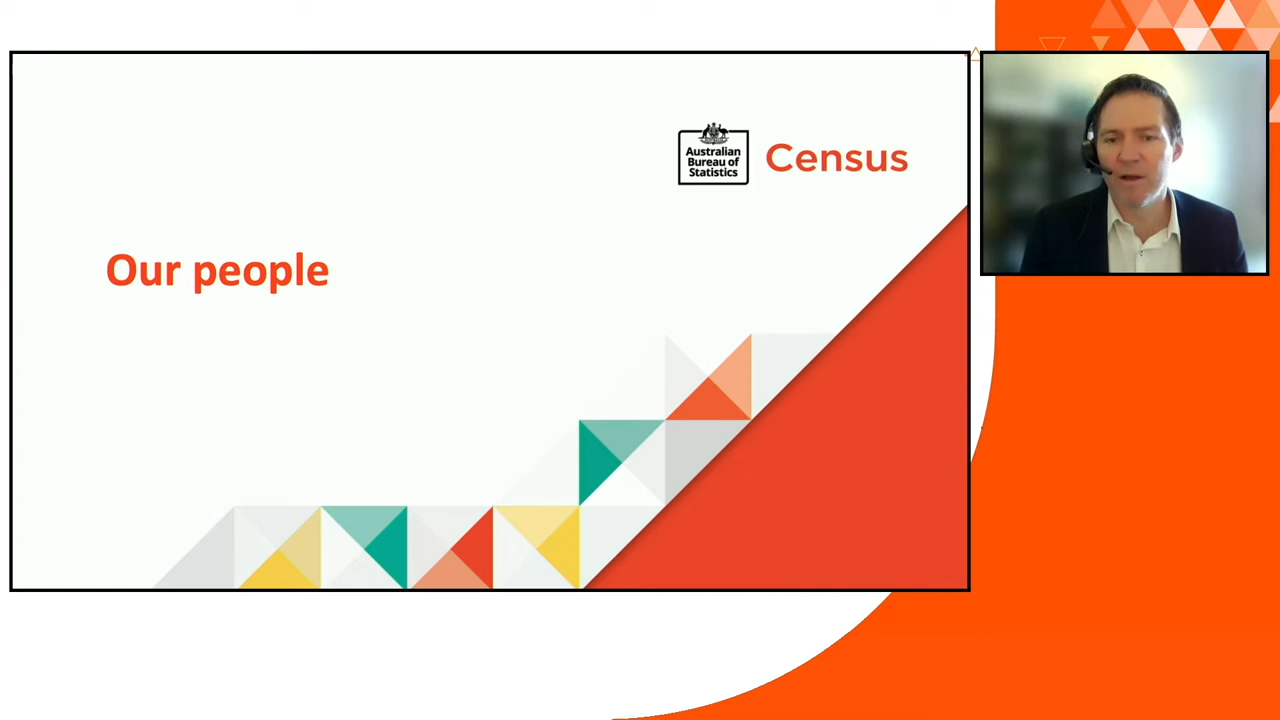 Australian
Bureau of
Statistics
Census
Our people